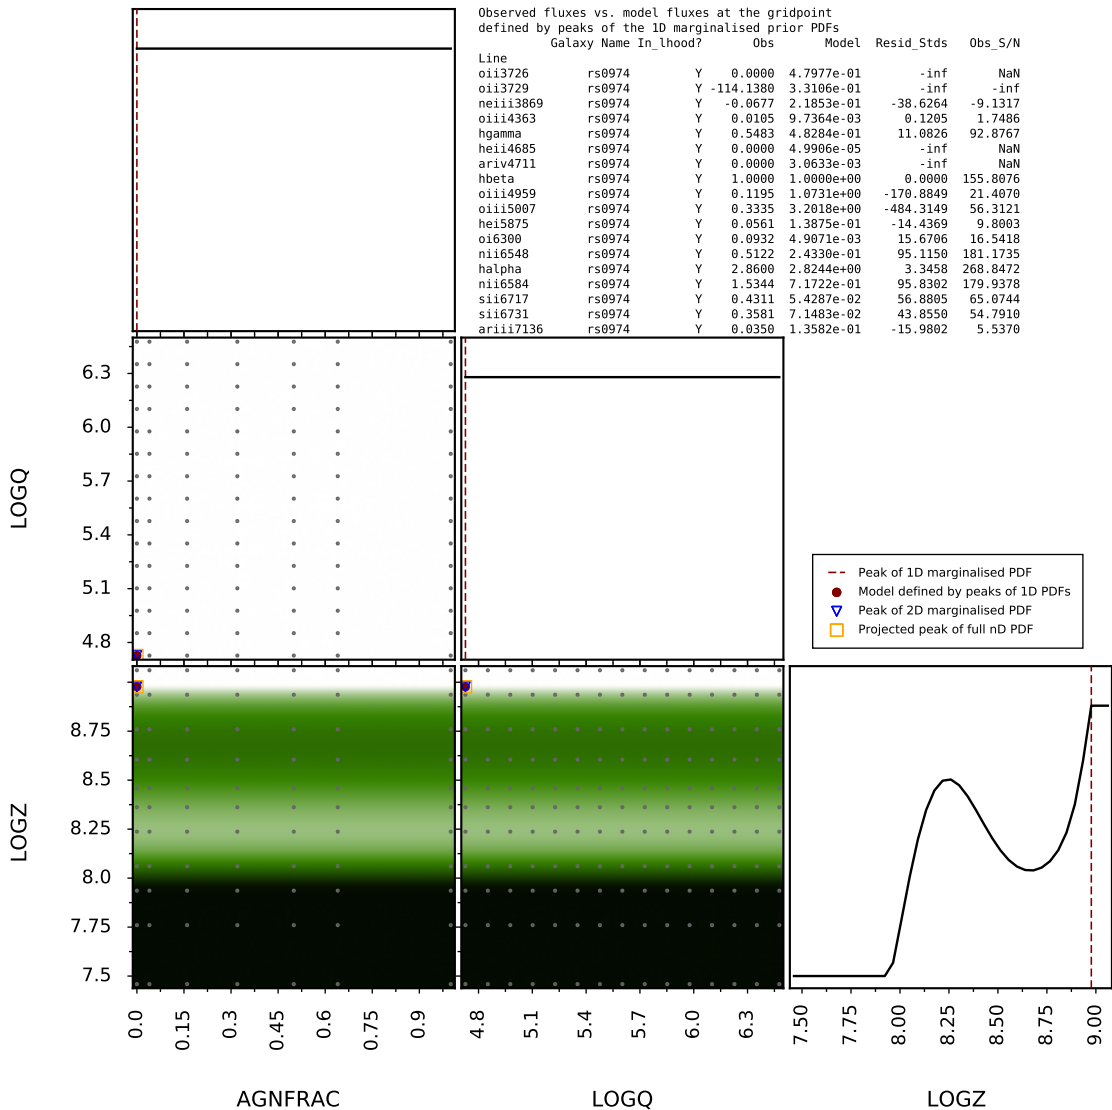 Observed fluxes vs. model fluxes at the gridpoint
defined by peaks of the 1D marginalised prior PDFs
Galaxy Name In_lhood? Obs Model Resid_Stds Obs_S/N
Line
oii3726 rs0974 Y 0.0000 4.7977e-01 -inf NaN
oii3729 rs0974 Y -114.1380 3.3106e-01 -inf -inf
neiii3869 rs0974 Y -0.0677 2.1853e-01 -38.6264 -9.1317
oiii4363 rs0974 Y 0.0105 9.7364e-03 0.1205 1.7486
hgamma rs0974 Y 0.5483 4.8284e-01 11.0826 92.8767
heii4685 rs0974 Y 0.0000 4.9906e-05 -inf NaN
ariv4711 rs0974 Y 0.0000 3.0633e-03 -inf NaN
hbeta rs0974 Y 1.0000 1.0000e+00 0.0000 155.8076
oiii4959 rs0974 Y 0.1195 1.0731e+00 -170.8849 21.4070
oiii5007 rs0974 Y 0.3335 3.2018e+00 -484.3149 56.3121
hei5875 rs0974 Y 0.0561 1.3875e-01 -14.4369 9.8003
oi6300 rs0974 Y 0.0932 4.9071e-03 15.6706 16.5418
nii6548 rs0974 Y 0.5122 2.4330e-01 95.1150 181.1735
halpha rs0974 Y 2.8600 2.8244e+00 3.3458 268.8472
nii6584 rs0974 Y 1.5344 7.1722e-01 95.8302 179.9378
sii6717 rs0974 Y 0.4311 5.4287e-02 56.8805 65.0744
sii6731 rs0974 Y 0.3581 7.1483e-02 43.8550 54.7910
ariii7136 rs0974 Y 0.0350 1.3582e-01 -15.9802 5.5370
LOGQ
6.3
6.0
5.7
5.4
5.1
4.8
Peak of 1D marginalised PDF
Model defined by peaks of 1D PDFs
Peak of 2D marginalised PDF
Projected peak of full nD PDF
LOGZ
8.75
8.5
8.25
8.0
7.75
7.5
0.0 0.15 0.3 0.45 0.6 0.75 0.9
4.8 5.1 5.4 5.7 6.0 6.3
7.50 7.75 8.00 8.25 8.50 8.75 9.00
AGNFRAC LOGQ LOGZ